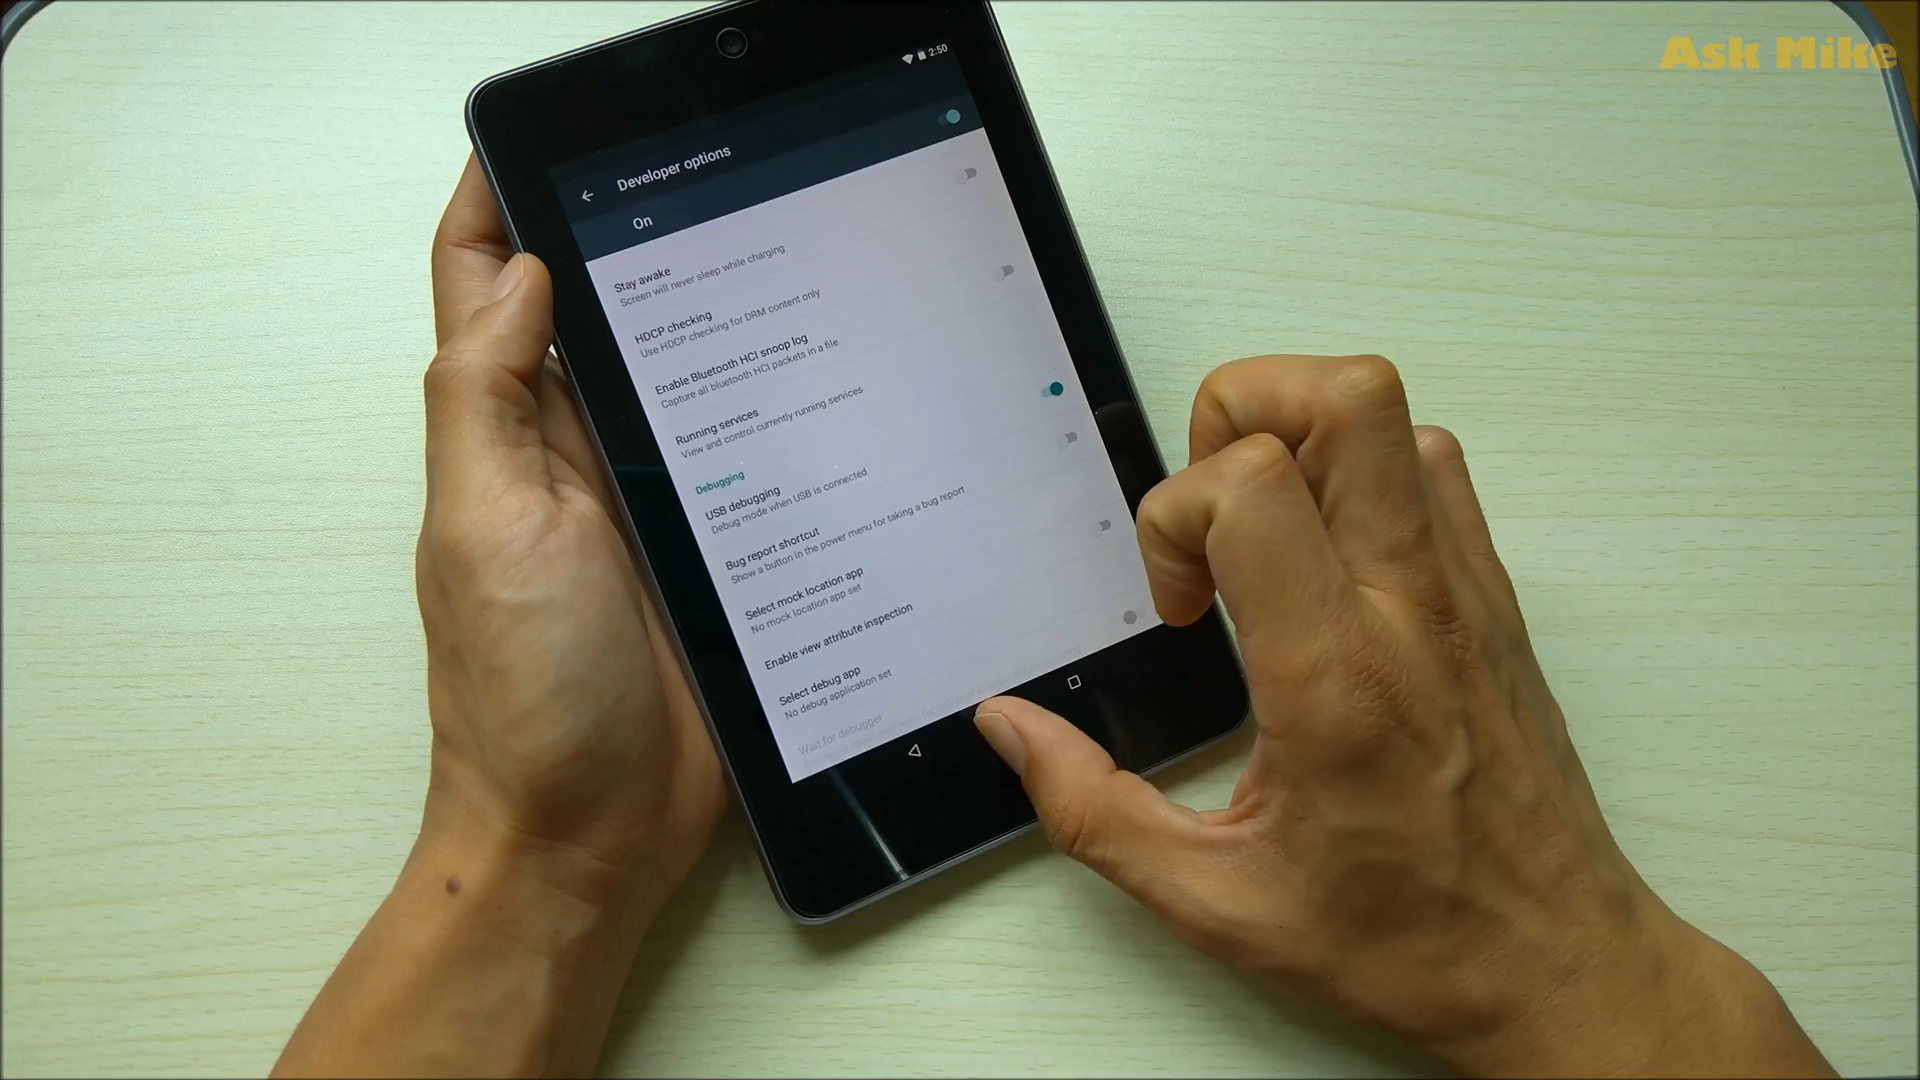 Ask Mike
2:50
Developer options
On
Stay awake
Screen will never sleep while charging
HDCP checking
Use HDCP checking for DRM content only
Enable Bluetooth HCI snoop log
Capture all bluetooth HCI packets in a file
Running services
View and control currently running services
Debugging
USB debugging
Debug mode when USB is connected
Bug report shortcut
Show a button in the power menu for taking a bug report
Select mock location app
No mock location app set
Enable view attribute inspection
Select debug app
No debug application set
Wait for debugger